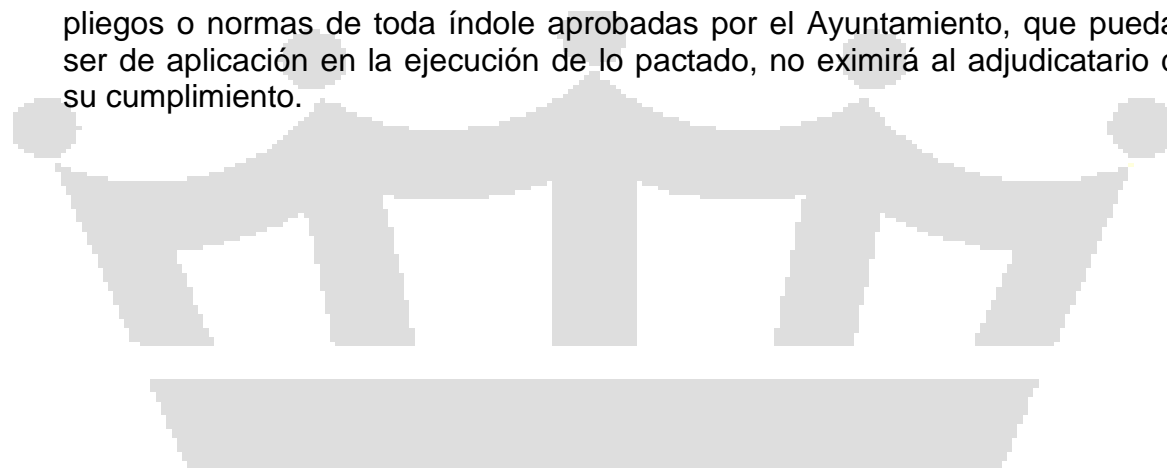 pliegos o normas de toda índole aprobadas por el Ayuntamiento, que pueda
ser de aplicación en la ejecución de lo pactado, no eximirá al adjudicatario
su cumplimiento.